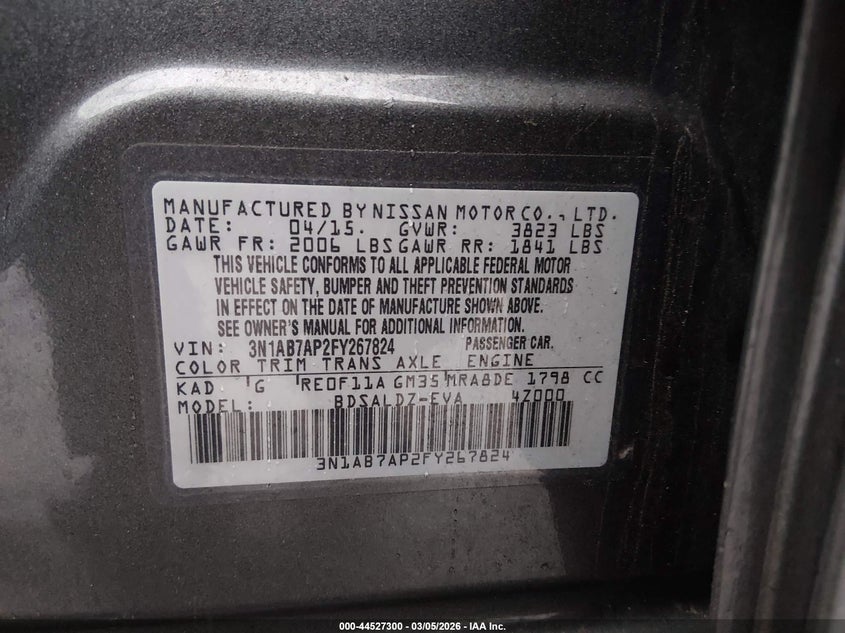 MANUFACTURED BY NISSAN MOTOR CO., LTD.
DATE: 04/15. GVWR: 3823 LBS
GAWR FR: 2006 LBS GAWR RR: 1841 LBS
THIS VEHICLE CONFORMS TO ALL APPLICABLE FEDERAL MOTOR
VEHICLE SAFETY, BUMPER AND THEFT PREVENTION STANDARDS
IN EFFECT ON THE DATE OF MANUFACTURE SHOWN ABOVE.
SEE OWNER'S MANUAL FOR ADDITIONAL INFORMATION.
VIN: 3N1AB7AP2FY267824 PASSENGER CAR.
COLOR TRIM TRANS AXLE ENGINE
KAD 'G 'RE0F11A GM35'MRA8DE 1798 CC
MODEL: BDSALDZ-EVA 4Z000
3N1AB7AP2FY267824
000-44527300 - 03/05/2026 - IAA Inc.